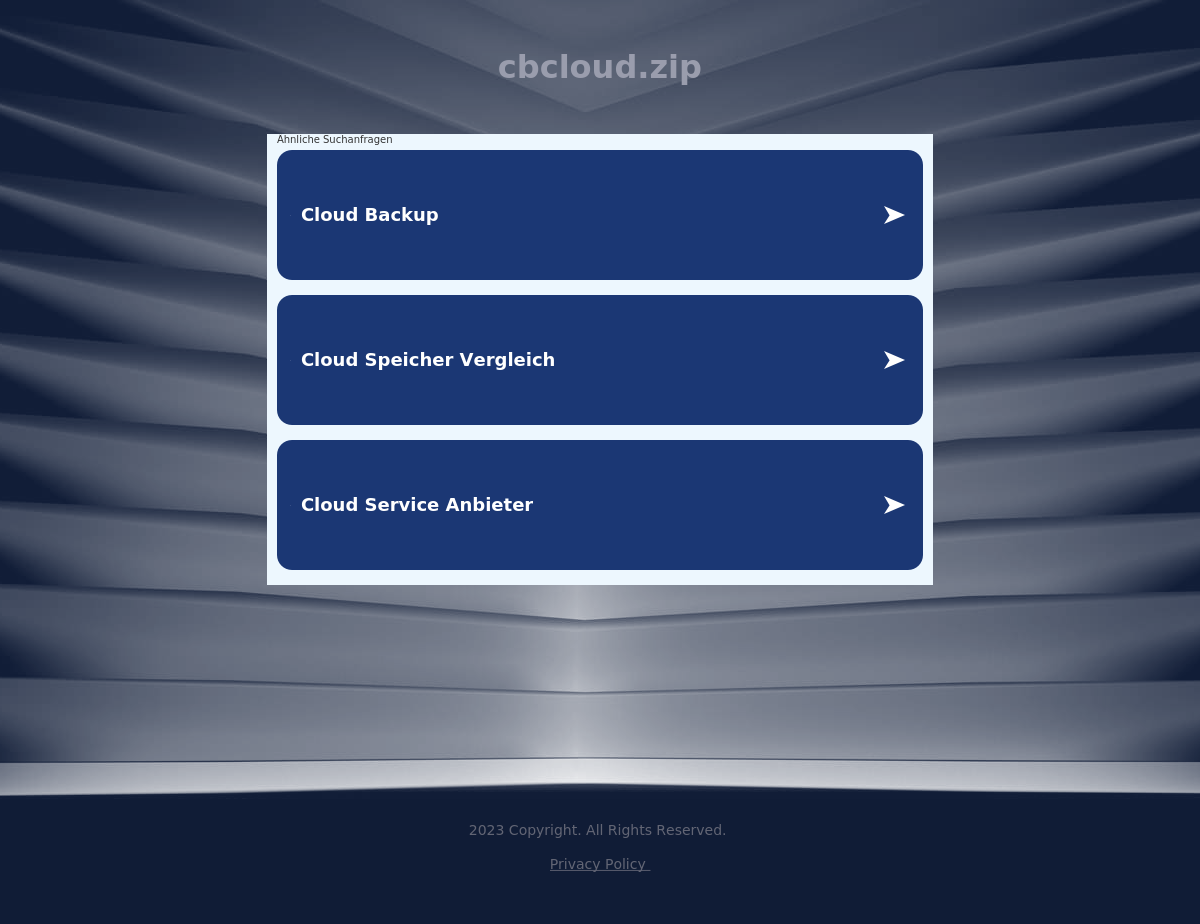 cbcloud.zip
Ähnliche Suchanfragen
Cloud Backup
Cloud Speicher Vergleich
Cloud Service Anbieter
2023 Copyright. All Rights Reserved.
Privacy Policy